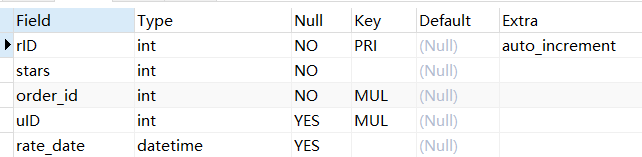 Field Type Null Key Default Extra
rID int NO PRI (Null) auto_increment
stars int NO (Null)
order_id int NO MUL (Null)
uID int YES MUL (Null)
rate_date datetime YES (Null)